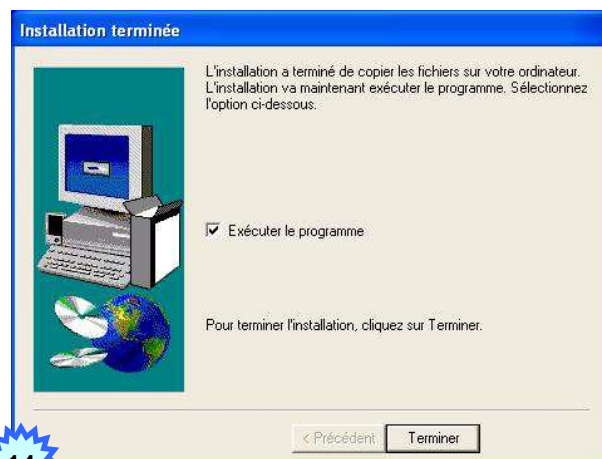 Installation terminée
L'installation a terminé de copier les fichiers sur votre ordinateur.
L'installation va maintenant exécuter le programme. Sélectionnez
l'option ci-dessous.
Exécuter le programme
Pour terminer l'installation, cliquez sur Terminer.
< Précédent
Terminer